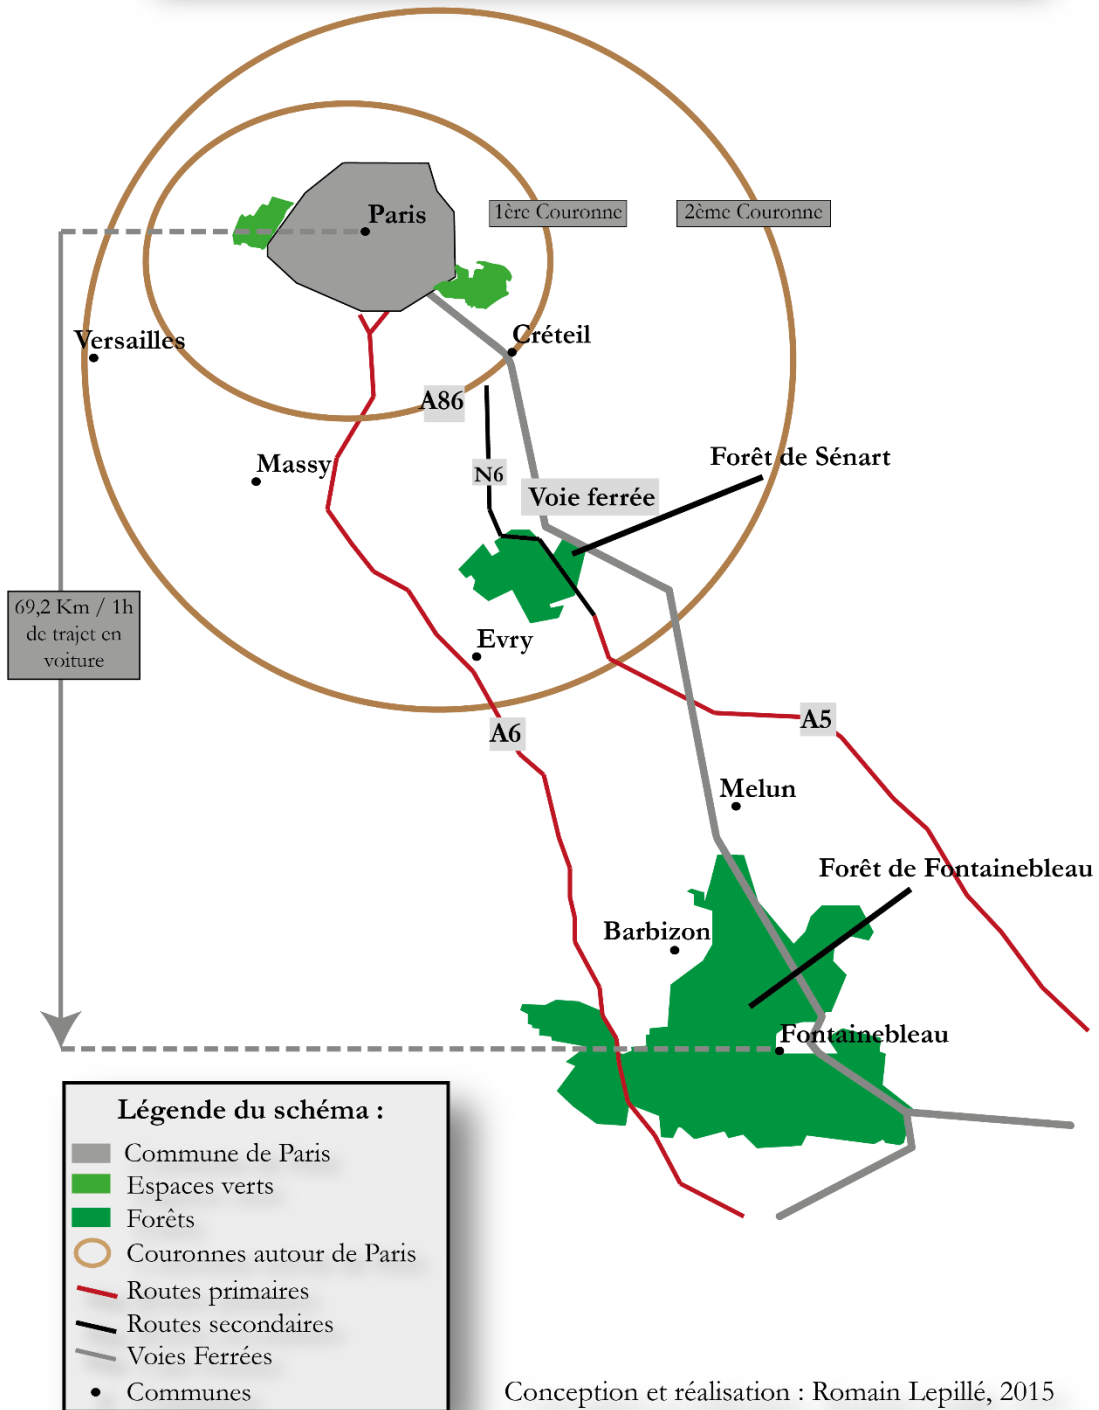 Paris
1ère Couronne
2ème Couronne
Versailles
Créteil
A86
Massy
N6
Forêt de Sénart
Voie ferrée
69,2 Km / 1h
de trajet en
voiture
Evry
A6
A5
Melun
Forêt de Fontainebleau
Barbizon
Fontainebleau
Légende du schéma :
Commune de Paris
Espaces verts
Forêts
Couronnes autour de Paris
Routes primaires
Routes secondaires
Voies Ferrées
Communes
Conception et réalisation : Romain Lepillé, 2015